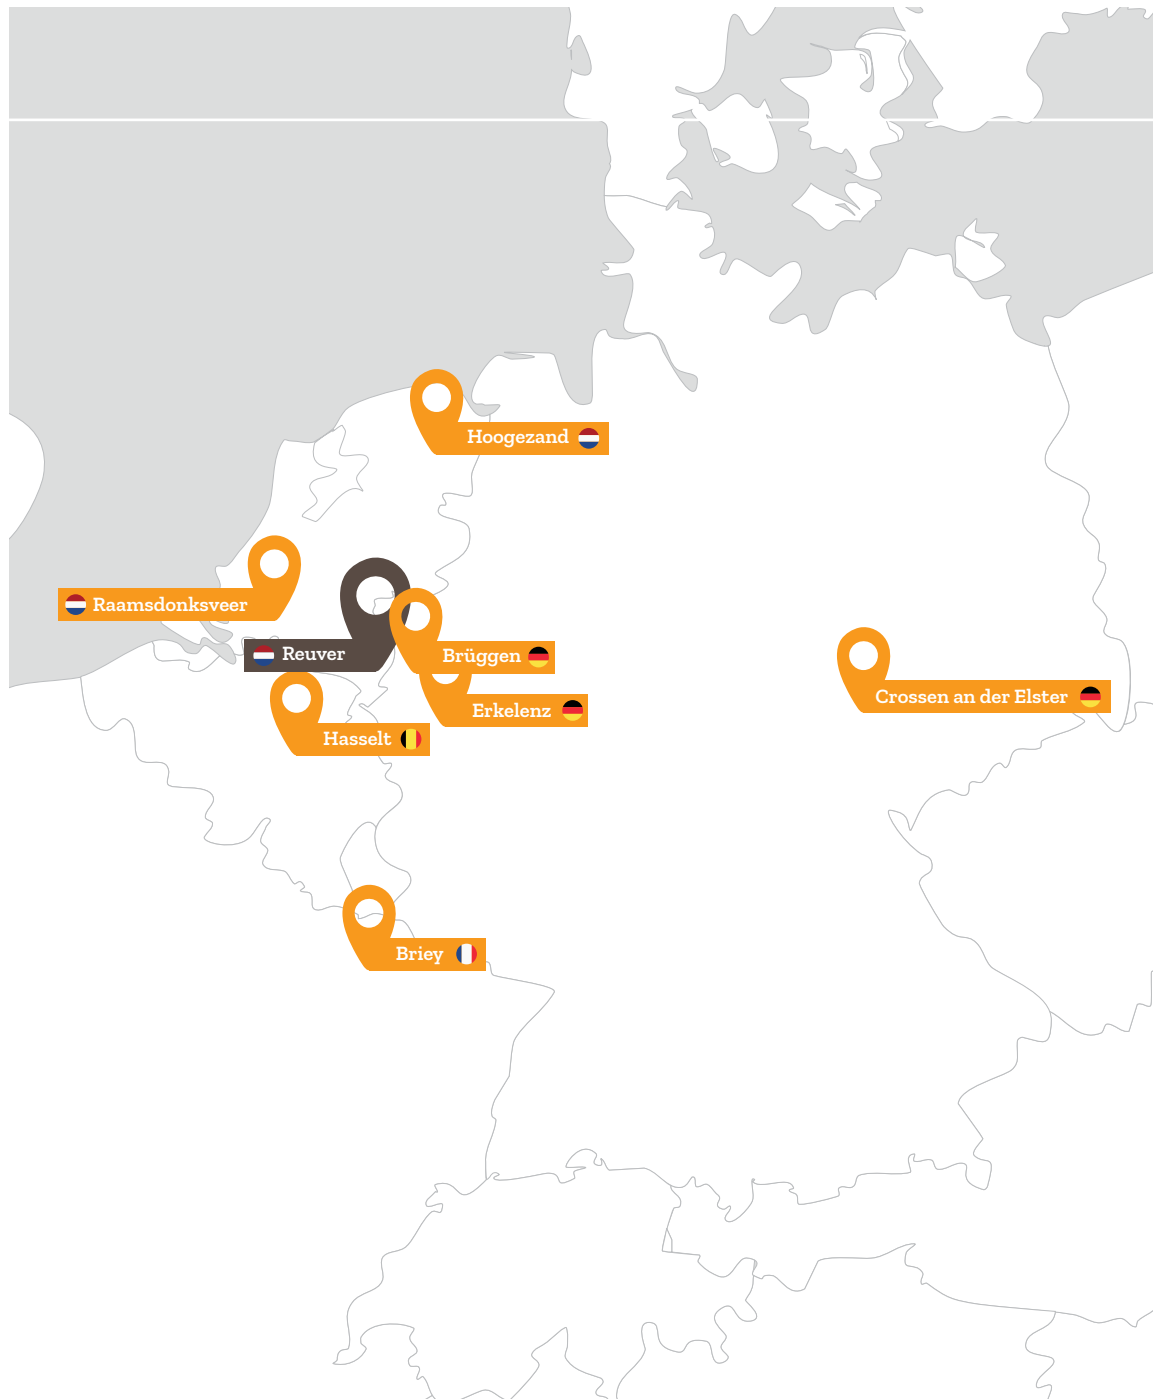 Hoogezand
Raamsdonksveer
Reuver
Brüggen
Crossen an der Elster
Erkelenz
Hasselt
Briey